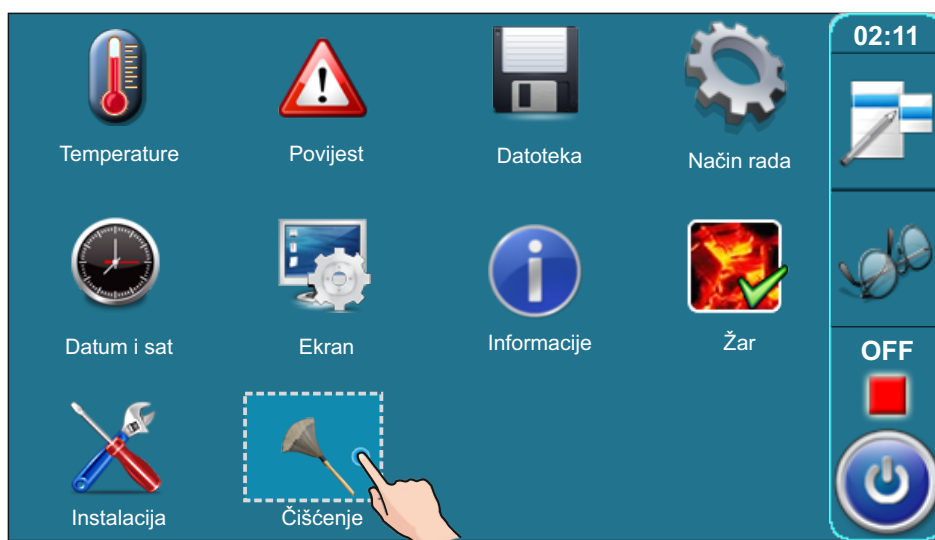 02:11
Temperature
Povijest
Datoteka
Način rada
Datum i sat
Ekran
Informacije
Žar
OFF
Instalacija
Čišćenje